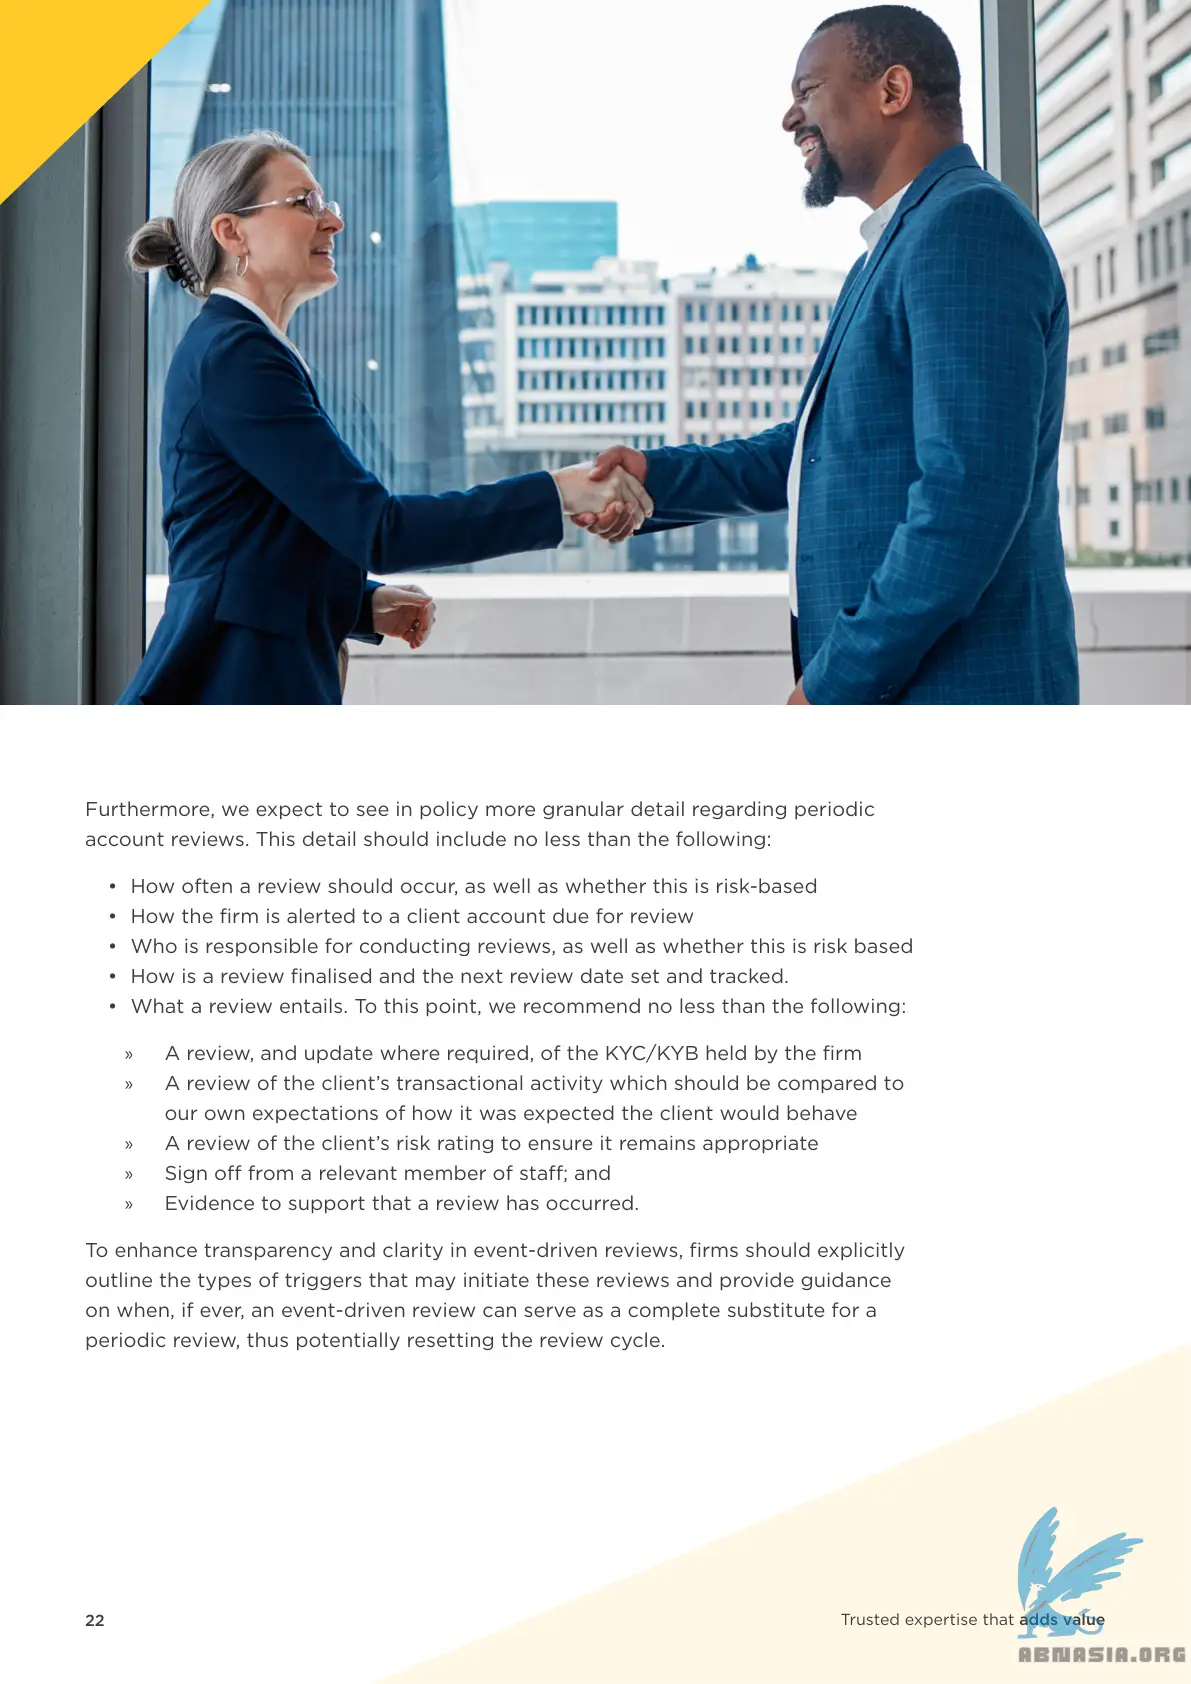 Furthermore, we expect to see in policy more granular detail regarding periodic
account reviews. This detail should include no less than the following:
• How often a review should occur, as well as whether this is risk-based
• How the firm is alerted to a client account due for review
• Who is responsible for conducting reviews, as well as whether this is risk based
• How is a review finalised and the next review date set and tracked.
• What a review entails. To this point, we recommend no less than the following:
» A review, and update where required, of the KYC/KYB held by the firm
» A review of the client’s transactional activity which should be compared to
our own expectations of how it was expected the client would behave
» A review of the client’s risk rating to ensure it remains appropriate
» Sign off from a relevant member of staff; and
» Evidence to support that a review has occurred.
To enhance transparency and clarity in event-driven reviews, firms should explicitly
outline the types of triggers that may initiate these reviews and provide guidance
on when, if ever, an event-driven review can serve as a complete substitute for a
periodic review, thus potentially resetting the review cycle.
22
Trusted expertise that adds value
ABNASIA.ORG